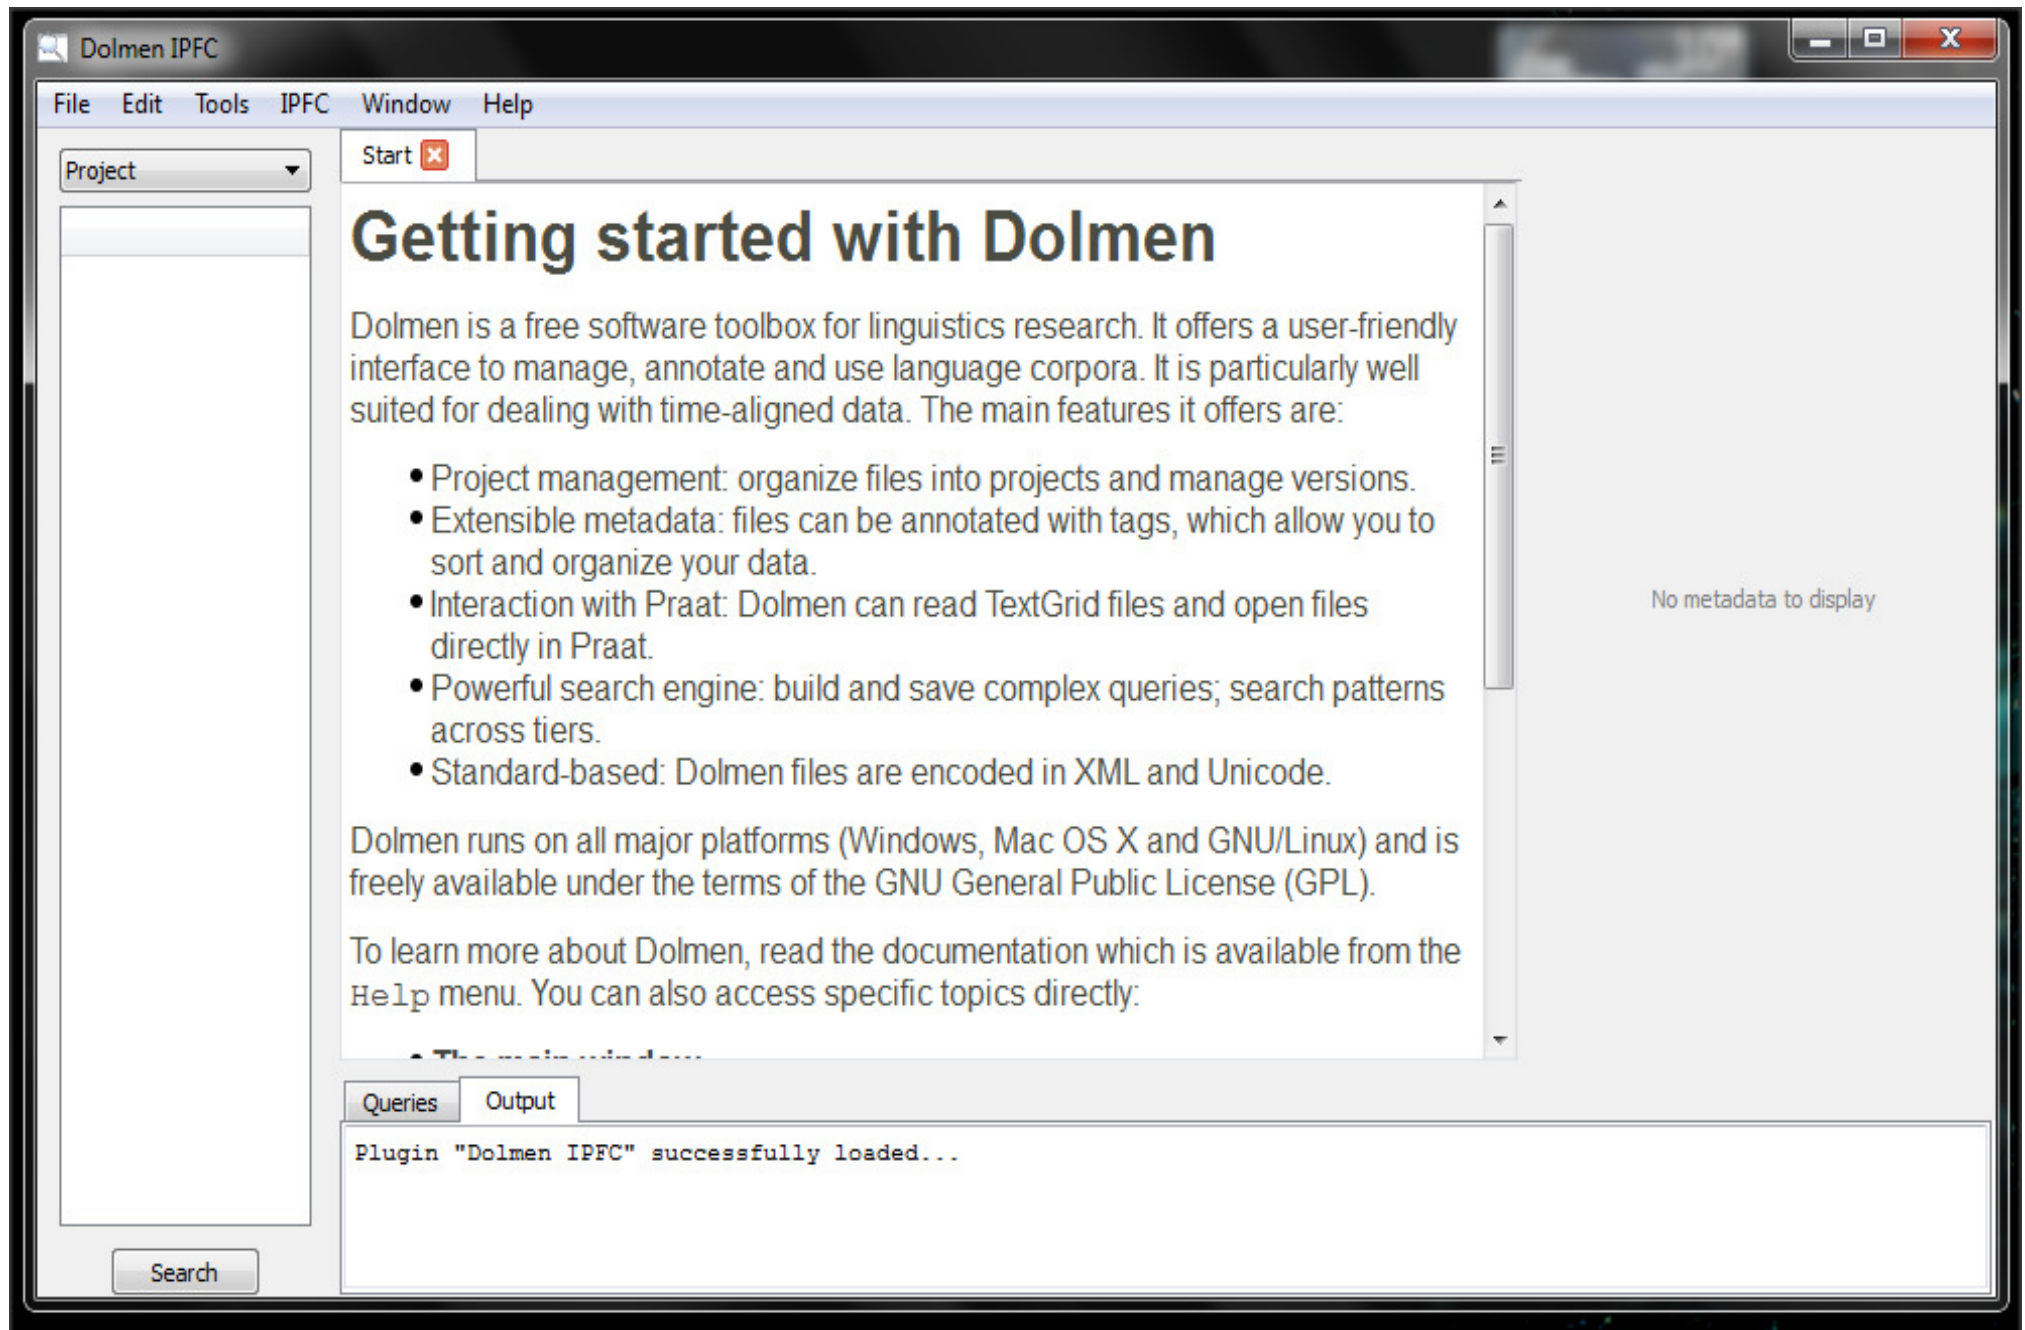 Dolmen IPFC
File Edit Tools IPFC Window Help
Project
Start
Getting started with Dolmen
Dolmen is a free software toolbox for linguistics research. It offers a user-friendly
interface to manage, annotate and use language corpora. It is particularly well
suited for dealing with time-aligned data. The main features it offers are:
• Project management: organize files into projects and manage versions.
• Extensible metadata: files can be annotated with tags, which allow you to
sort and organize your data.
• Interaction with Praat: Dolmen can read TextGrid files and open files
directly in Praat.
• Powerful search engine: build and save complex queries; search patterns
across tiers.
• Standard-based: Dolmen files are encoded in XML and Unicode.
Dolmen runs on all major platforms (Windows, Mac OS X and GNU/Linux) and is
freely available under the terms of the GNU General Public License (GPL).
To learn more about Dolmen, read the documentation which is available from the
Help menu. You can also access specific topics directly:
• The main window
No metadata to display
Queries Output
Plugin "Dolmen IPFC" successfully loaded...
Search